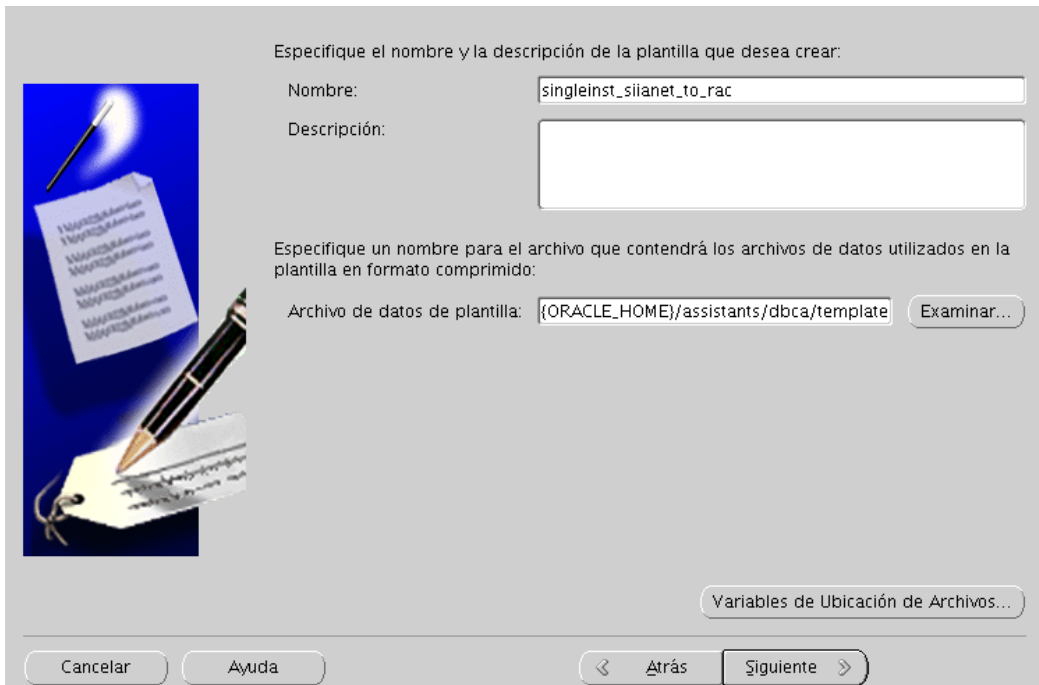 Especifique el nombre y la descripción de la plantilla que desea crear:
Nombre:
singleinst_siianet_to_rac
Descripción:
Especifique un nombre para el archivo que contendrá los archivos de datos utilizados en la
plantilla en formato comprimido:
Archivo de datos de plantilla:
{ORACLE_HOME}/assistants/dbca/template
Examinar...
Variables de Ubicación de Archivos...
Cancelar
Ayuda
Atrás
Siguiente